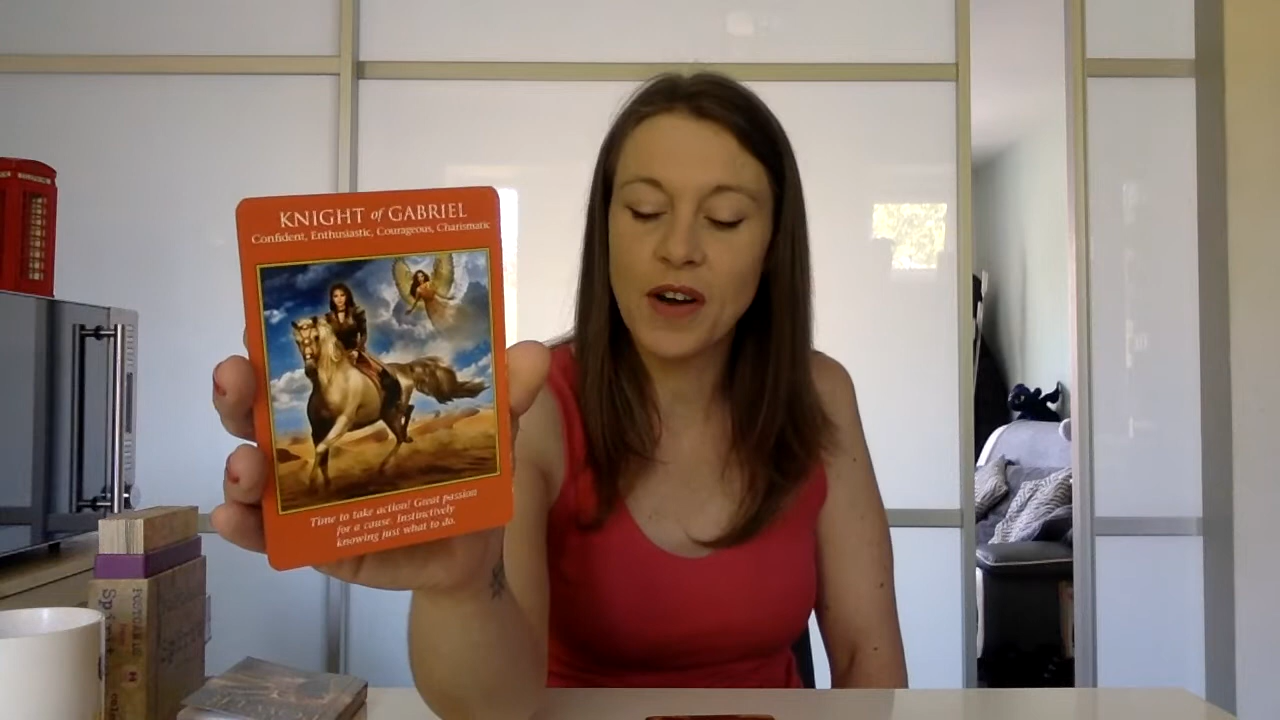 KNIGHT of GABRIEL
Confident, Enthusiastic, Courageous, Charismatic
Time to take action! Great passion
for a cause. Instinctively
knowing just what to do.